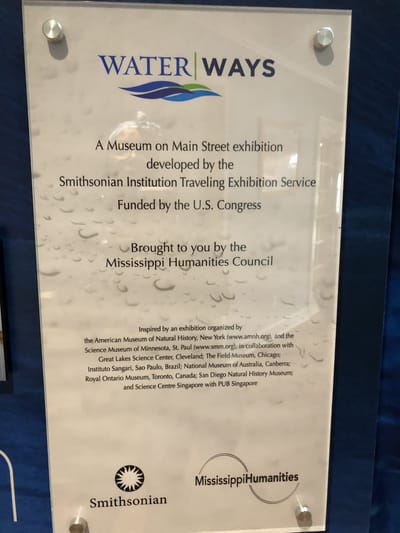 WATER|WAYS
A Museum on Main Street exhibition
developed by the
Smithsonian Institution Traveling Exhibition Service
Funded by the U.S. Congress
Brought to you by the
Mississippi Humanities Council
Inspired by an exhibition organized by
the American Museum of Natural History, New York (www.amnh.org), and the
Science Museum of Minnesota, St. Paul (www.smm.org), in collaboration with
Great Lakes Science Center, Cleveland; The Field Museum, Chicago;
Instituto Sangari, Sao Paulo, Brazil; National Museum of Australia, Canberra;
Royal Ontario Museum, Toronto, Canada; San Diego Natural History Museum;
and Science Centre Singapore with PUB Singapore
Smithsonian
MississippiHumanities